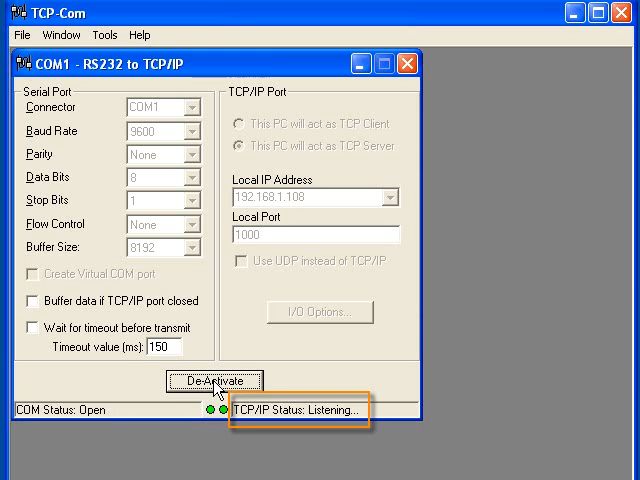 TCP-Com
File Window Tools Help
COM1 - RS232 to TCP/IP
Serial Port
Connector COM1
Baud Rate 9600
Parity None
Data Bits 8
Stop Bits 1
Flow Control None
Buffer Size: 8192
Create Virtual COM port
Buffer data if TCP/IP port closed
Wait for timeout before transmit
Timeout value (ms): 150
TCP/IP Port
This PC will act as TCP Client
This PC will act as TCP Server
Local IP Address
192.168.1.108
Local Port
1000
Use UDP instead of TCP/IP
I/O Options...
De-Activate
COM Status: Open
TCP/IP Status: Listening...